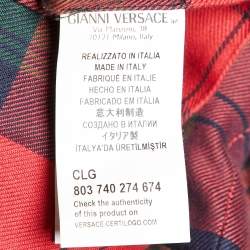 GIANNI VERSACE
Via Manzoni, 38
20121 Milano, Italy
REALIZZATO IN ITALIA
MADE IN ITALY
FABRIQUÉ EN ITALIE
HECHO EN ITALIA
FABRICADO EM ITÁLIA
意大利制造
СОЗДАНО В ИТАЛИИ
イタリア製
İTALYA'DA ÜRETİLMİŞTİR
CLG
803 740 274 674
Check the authenticity
of this product on
WWW.VERSACE.CERTILOGO.COM